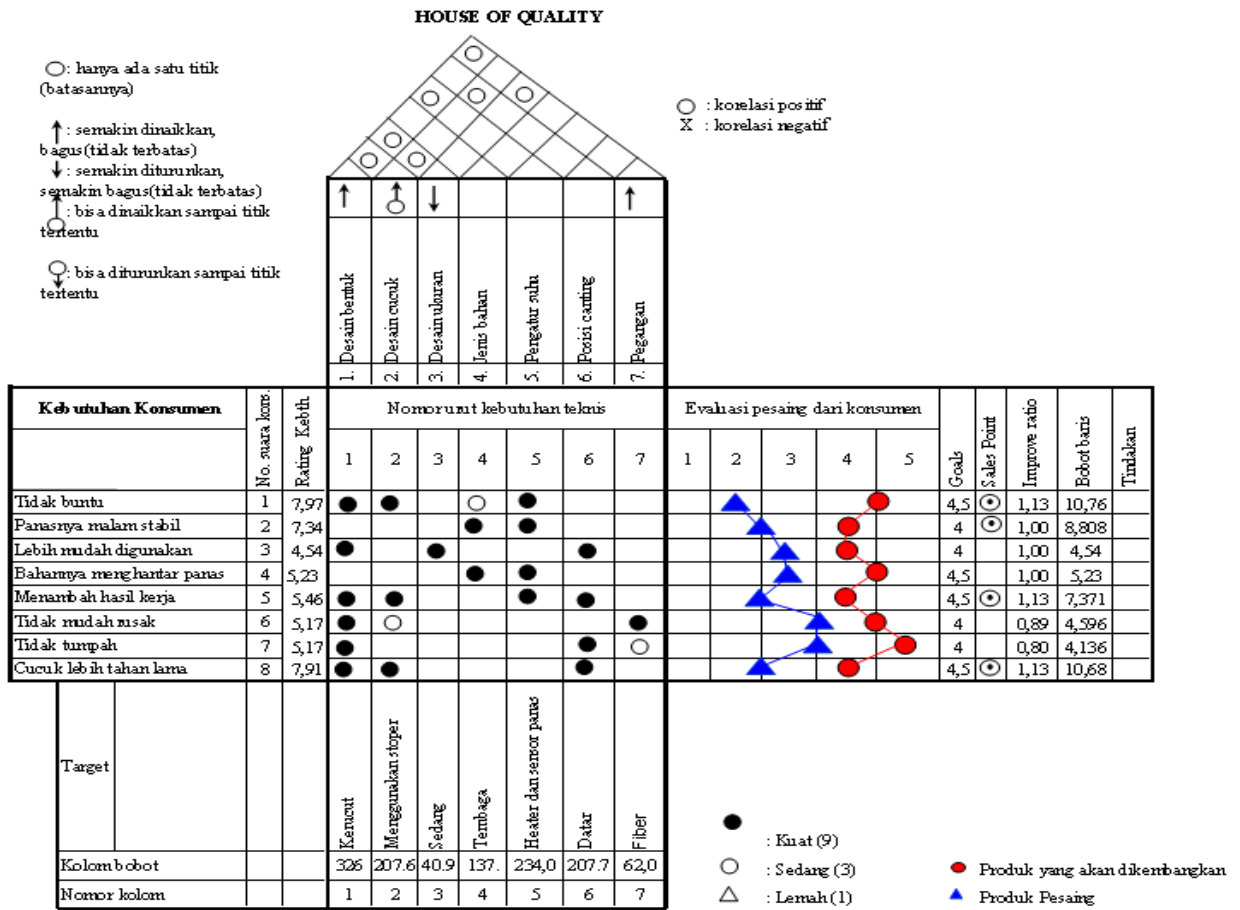 HOUSE OF QUALITY
: hanya ada satu titik
(batasannya)
: semakin dinaikkan,
bagus(tidak terbatas)
: semakin diturunkan,
semakin bagus(tidak terbatas)
: bisa dinaikkan sampai titik
tertentu
: bisa diturunkan sampai titik
tertentu
: korelasi positif
X : korelasi negatif
1. Desain bentuk
2. Desain cucuk
3. Desain ukuran
4. Jenis bahan
5. Pengatur suhu
6. Posisi canting
7. Pegangan
Kebutuhan Konsumen
No. suara kons.
Rating Kebth.
Nomor urut kebutuhan teknis
Evaluasi pesaing dari konsumen
Goals
Sales Point
Improve ratio
Bobot baris
Tindakan
1 2 3 4 5 6 7 1 2 3 4 5
Tidak buntu 1 7,97 4,5 1,13 10,76
Panasnya malam stabil 2 7,34 4 1,00 8,808
Lebih mudah digunakan 3 4,54 4 1,00 4,54
Bahannya menghantar panas 4 5,23 4,5 1,00 5,23
Menambah hasil kerja 5 5,46 4,5 1,13 7,371
Tidak mudah rusak 6 5,17 4 0,89 4,596
Tidak tumpah 7 5,17 4 0,80 4,136
Cucuk lebih tahan lama 8 7,91 4,5 1,13 10,68
Target
Kerucut
Menggunakan stoper
Sedang
Tembaga
Heater dan sensor panas
Datar
Fiber
Kolom bobot 326 207.6 40.9 137. 234,0 207.7 62,0
Nomor kolom 1 2 3 4 5 6 7
: Kuat (9)
: Sedang (3)
: Lemah (1)
Produk yang akan dikembangkan
Produk Pesaing